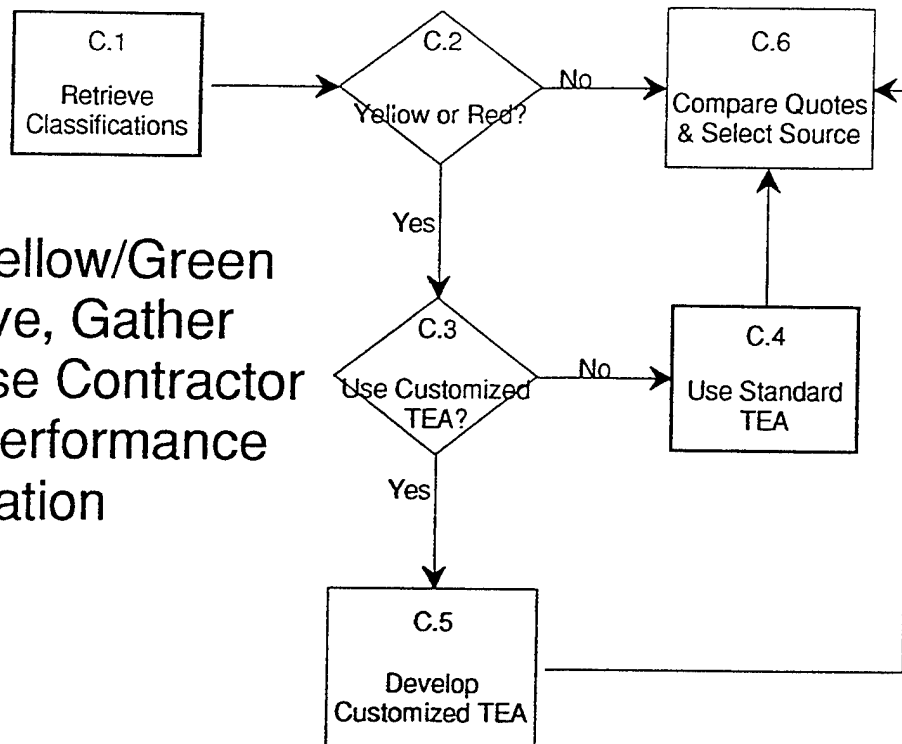 C.1
Retrieve
Classifications
C.2
Yellow or Red?
No
C.6
Compare Quotes
& Select Source
Yes
ellow/Green
ve, Gather
se Contractor
erformance
ation
C.3
Use Customized
TEA?
No
C.4
Use Standard
TEA
Yes
C.5
Develop
Customized TEA